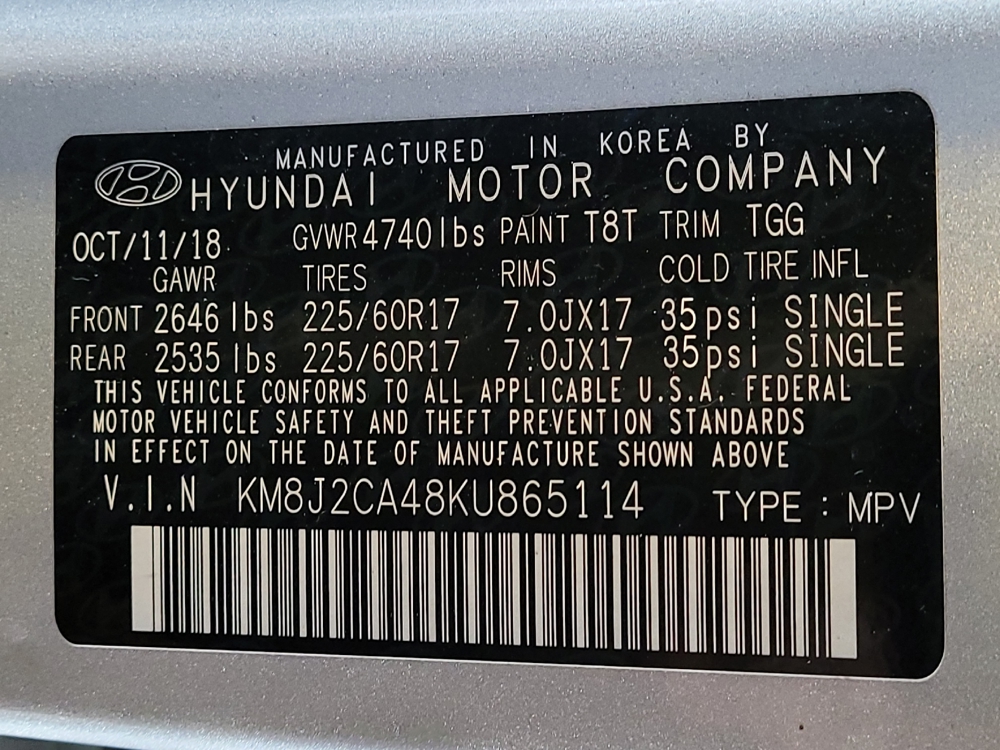 MANUFACTURED IN KOREA BY
HYUNDAI MOTOR COMPANY
OCT/11/18 GVWR 4740lbs PAINT T8T TRIM TGG
GAWR TIRES RIMS COLD TIRE INFL
FRONT 2646 lbs 225/60R17 7.0JX17 35psi SINGLE
REAR 2535 lbs 225/60R17 7.0JX17 35psi SINGLE
THIS VEHICLE CONFORMS TO ALL APPLICABLE U.S.A. FEDERAL
MOTOR VEHICLE SAFETY AND THEFT PREVENTION STANDARDS
IN EFFECT ON THE DATE OF MANUFACTURE SHOWN ABOVE
V.I.N KM8J2CA48KU865114 TYPE : MPV